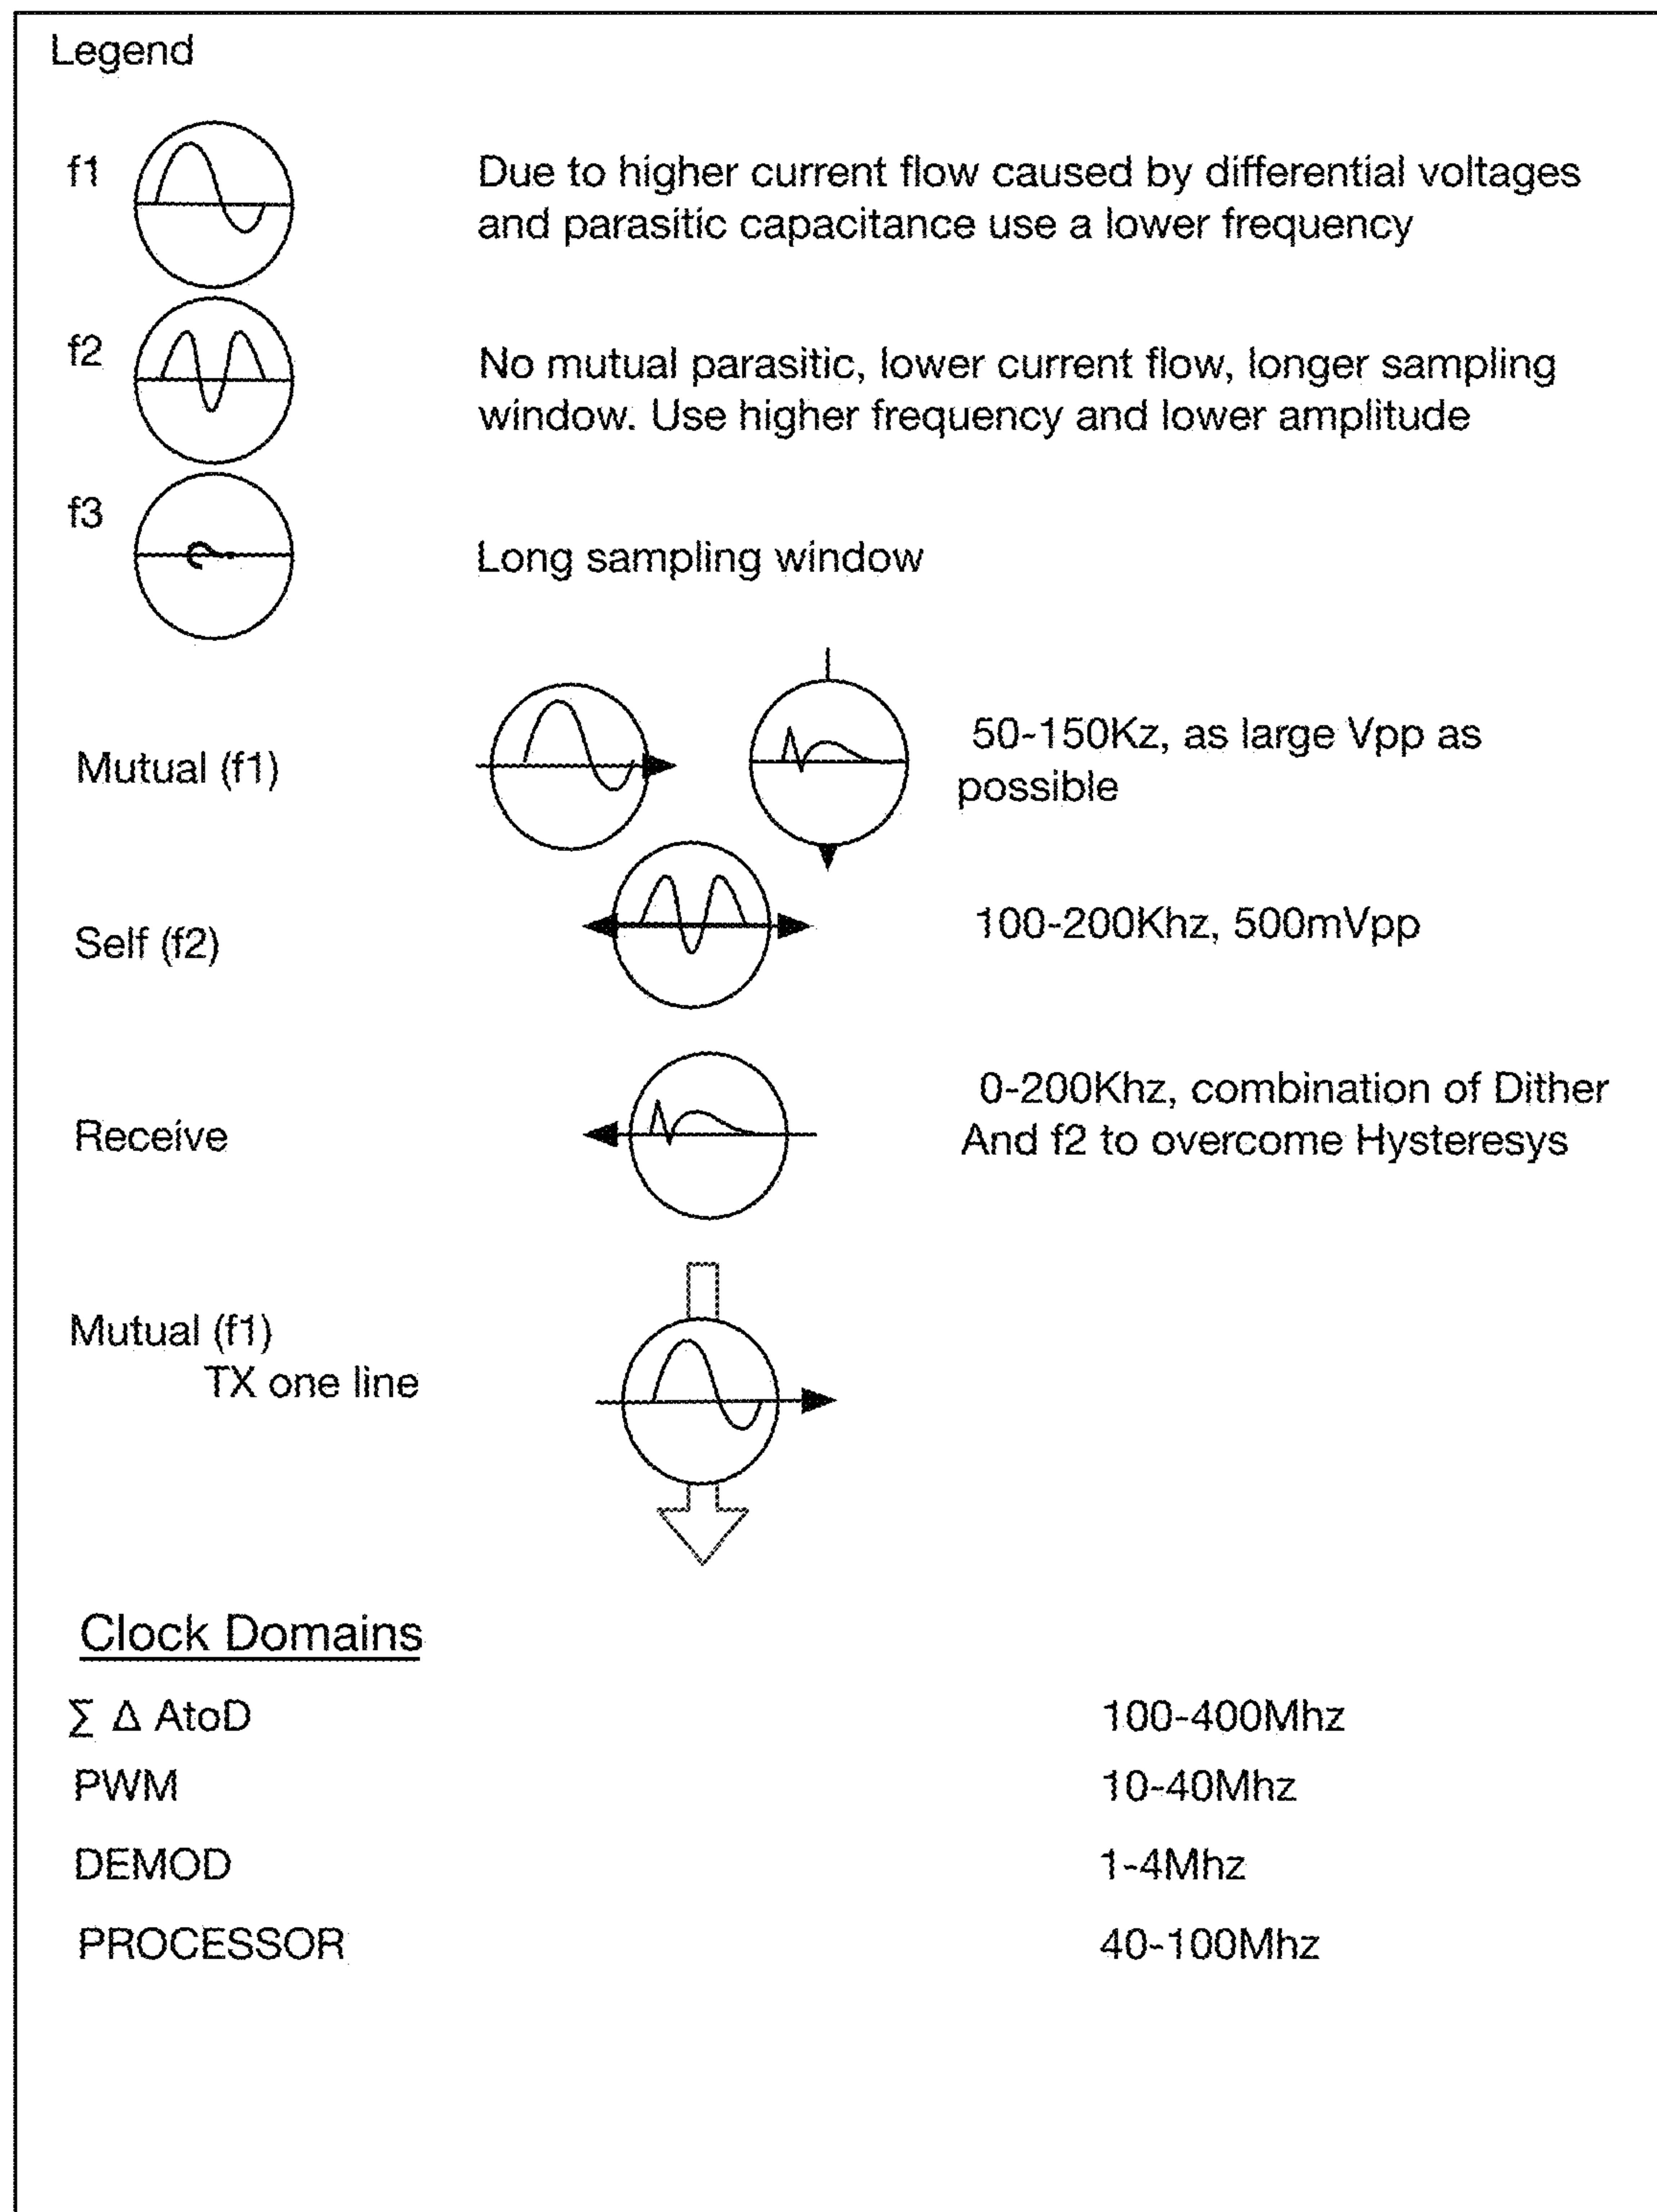 Legend
f1
Due to higher current flow caused by differential voltages
and parasitic capacitance use a lower frequency
f2
No mutual parasitic, lower current flow, longer sampling
window. Use higher frequency and lower amplitude
f3
Long sampling window
Mutual (f1)
50-150Kz, as large Vpp as
possible
Self (f2)
100-200Khz, 500mVpp
Receive
0-200Khz, combination of Dither
And f2 to overcome Hysteresys
Mutual (f1)
TX one line
Clock Domains
∑ Δ AtoD 100-400Mhz
PWM 10-40Mhz
DEMOD 1-4Mhz
PROCESSOR 40-100Mhz